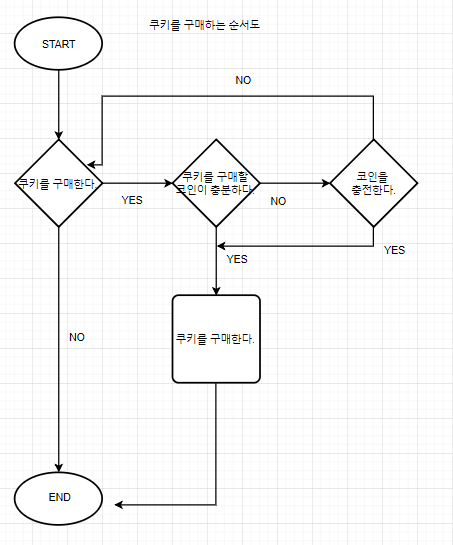 쿠키를 구매하는 순서도
START
NO
쿠키를 구매한다.
YES
쿠키를 구매할
코인이 충분하다.
NO
코인을
충전한다.
YES
YES
NO
쿠키를 구매한다.
END